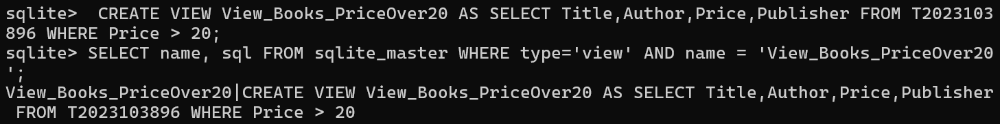 sqlite>  CREATE VIEW View_Books_PriceOver20 AS SELECT Title,Author,Price,Publisher FROM T2023103
896 WHERE Price > 20;
sqlite> SELECT name, sql FROM sqlite_master WHERE type='view' AND name = 'View_Books_PriceOver20
';
View_Books_PriceOver20|CREATE VIEW View_Books_PriceOver20 AS SELECT Title,Author,Price,Publisher
 FROM T2023103896 WHERE Price > 20